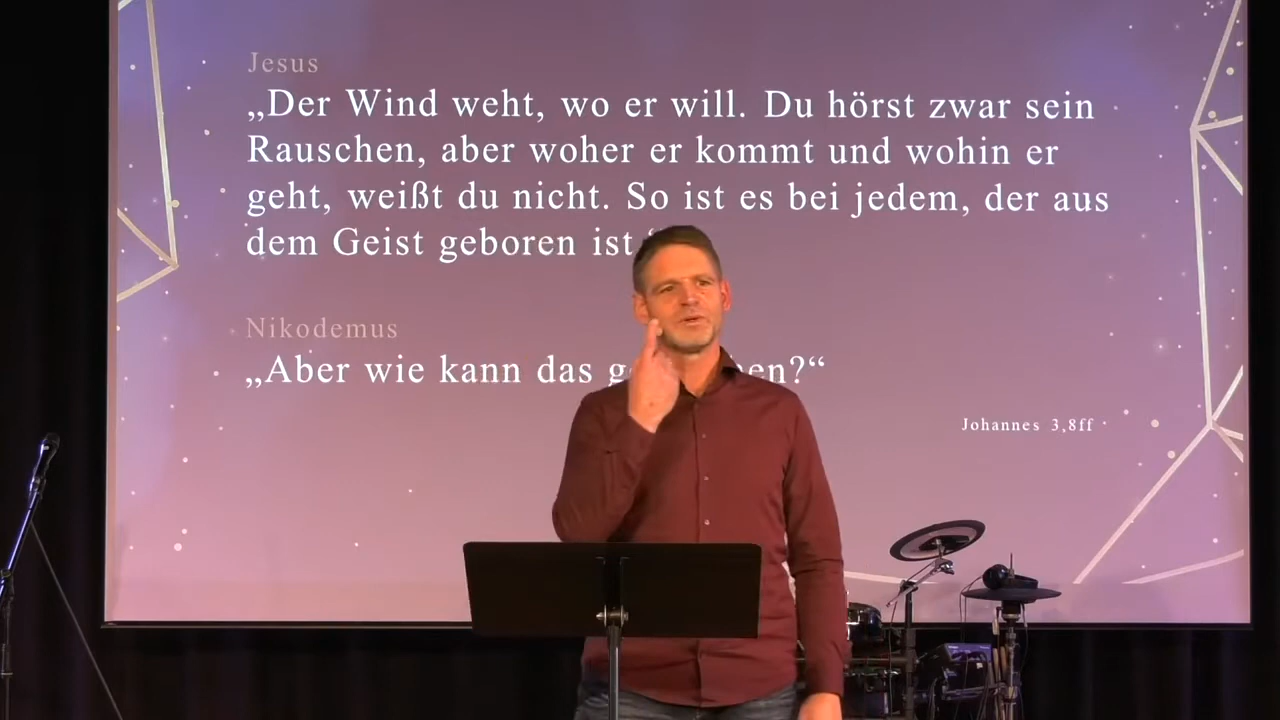 Jesus
„Der Wind weht, wo er will. Du hörst zwar sein
Rauschen, aber woher er kommt und wohin er
geht, weißt du nicht. So ist es bei jedem, der aus
dem Geist geboren ist.“
Nikodemus
„Aber wie kann das
Johannes 3,8ff